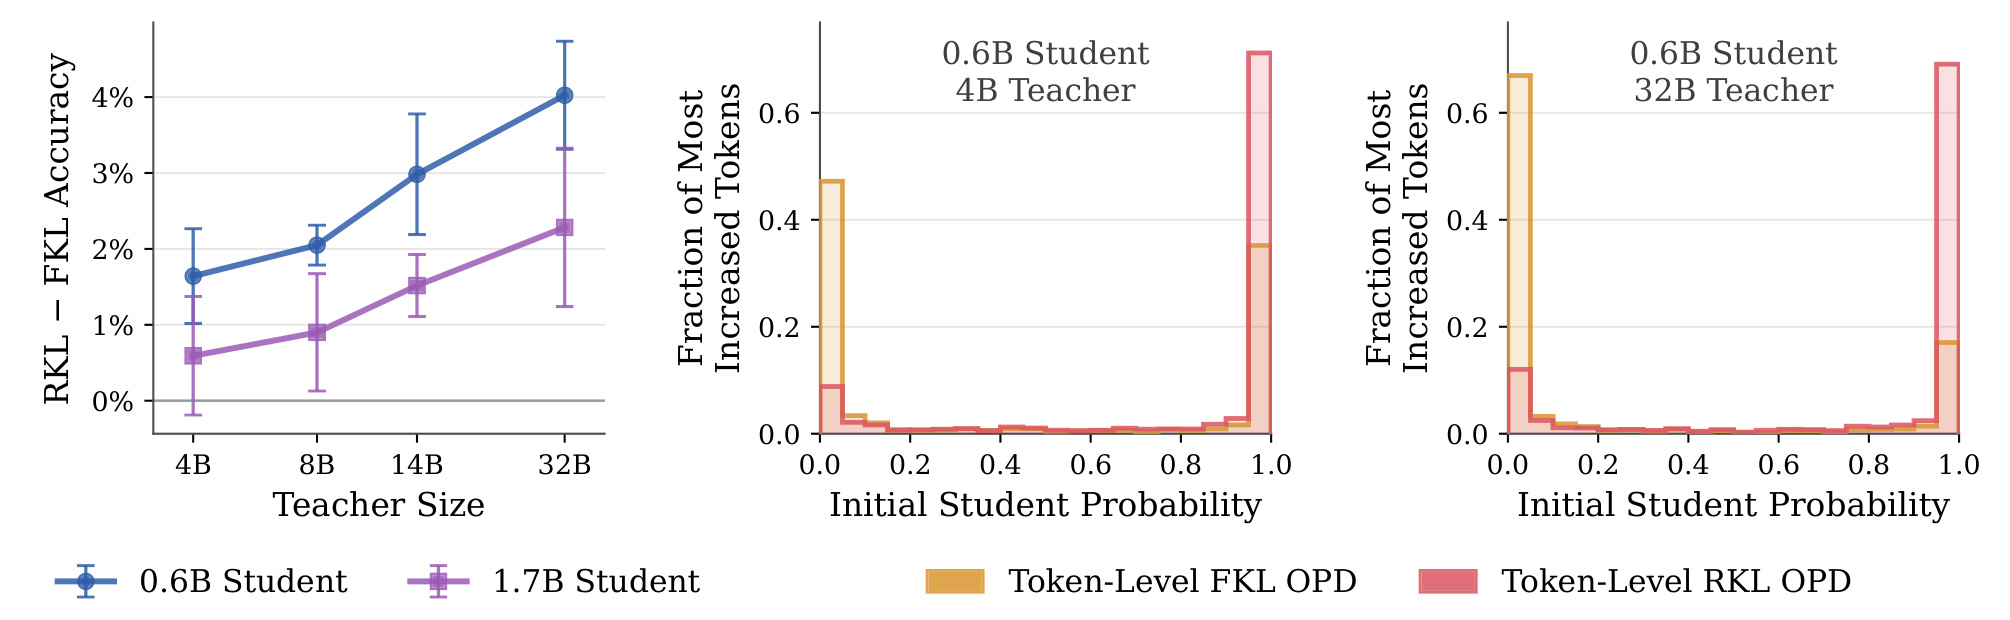 RKL − FKL Accuracy
4%
3%
2%
1%
0%
4B 8B 14B 32B
Teacher Size
Fraction of Most
Increased Tokens
0.6B Student
4B Teacher
0.6
0.4
0.2
0.0
0.0 0.2 0.4 0.6 0.8 1.0
Initial Student Probability
Fraction of Most
Increased Tokens
0.6B Student
32B Teacher
0.6
0.4
0.2
0.0
0.0 0.2 0.4 0.6 0.8 1.0
Initial Student Probability
0.6B Student
1.7B Student
Token-Level FKL OPD
Token-Level RKL OPD